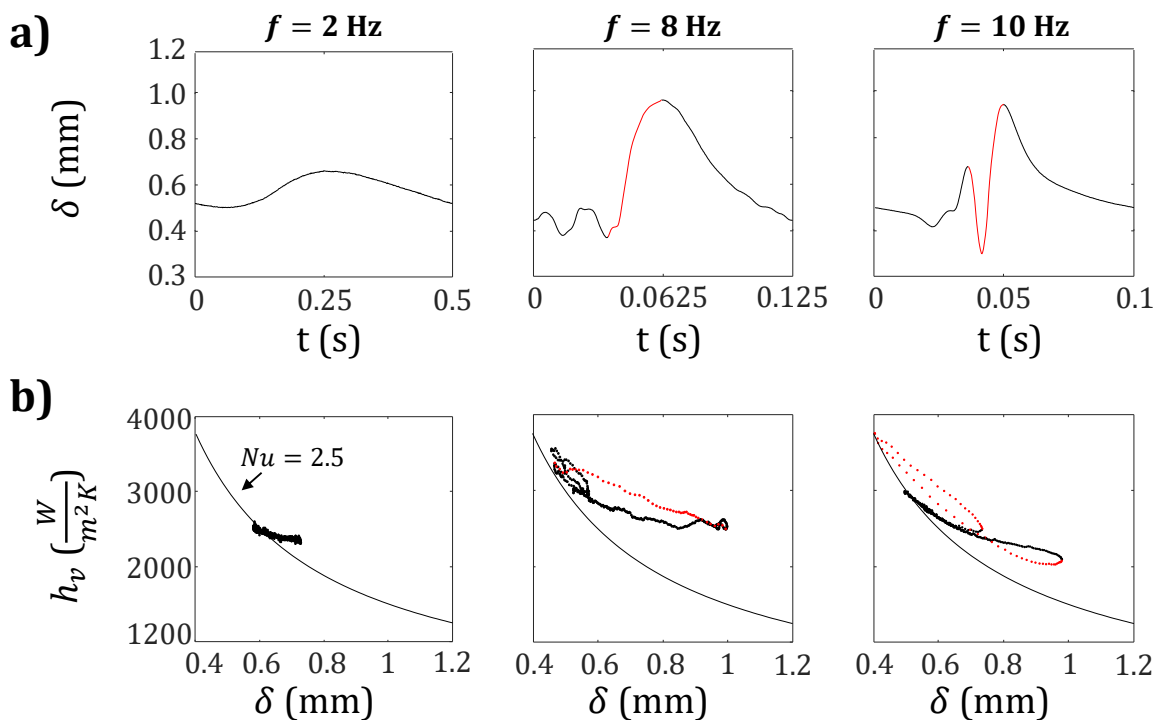 a)
f = 2 Hz
f = 8 Hz
f = 10 Hz
δ (mm)
1.2
1.0
0.8
0.6
0.4
0.3
0 0.25 0.5
0 0.0625 0.125
0 0.05 0.1
t (s)
t (s)
t (s)
b)
h_v (W/m²K)
4000
3000
2000
1200
Nu = 2.5
0.4 0.6 0.8 1 1.2
0.4 0.6 0.8 1 1.2
0.4 0.6 0.8 1 1.2
δ (mm)
δ (mm)
δ (mm)